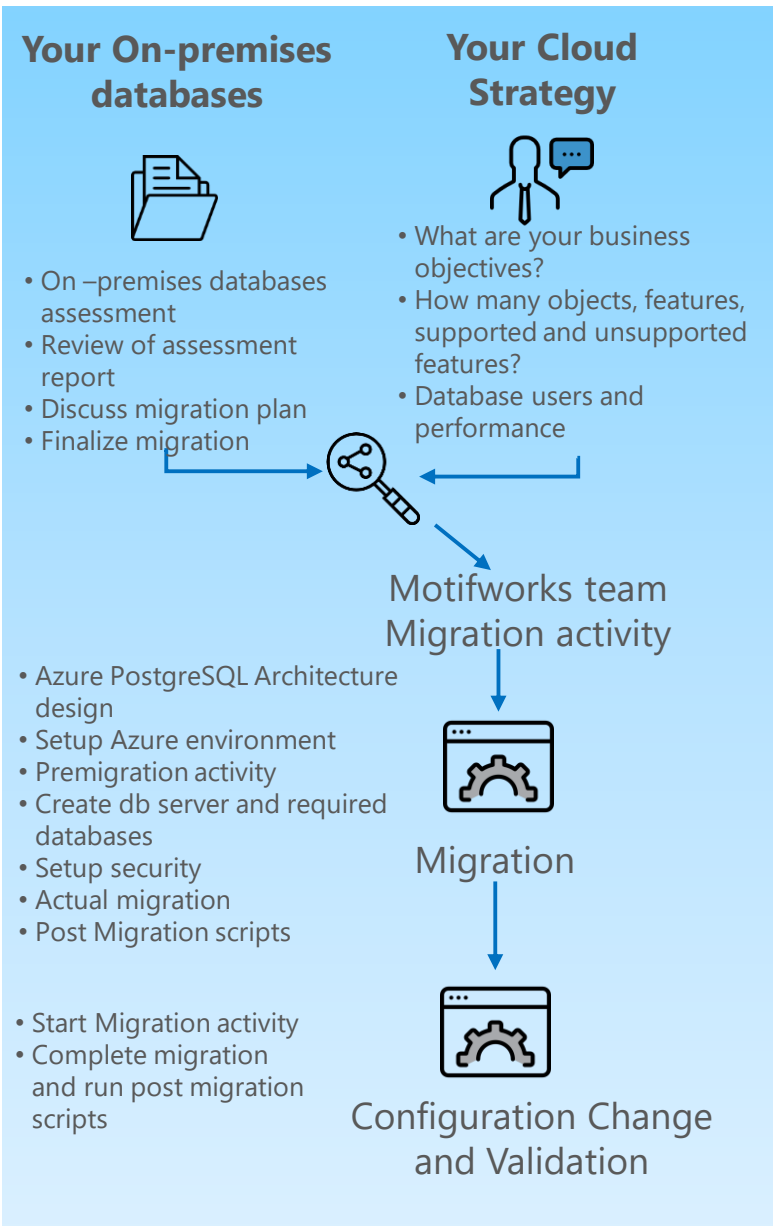 Your On-premises
databases
Your Cloud
Strategy
• On –premises databases
assessment
• Review of assessment
report
• Discuss migration plan
• Finalize migration
• What are your business
objectives?
• How many objects, features,
supported and unsupported
features?
• Database users and
performance
Motifworks team
Migration activity
• Azure PostgreSQL Architecture
design
• Setup Azure environment
• Premigration activity
• Create db server and required
databases
• Setup security
• Actual migration
• Post Migration scripts
Migration
• Start Migration activity
• Complete migration
and run post migration
scripts
Configuration Change
and Validation